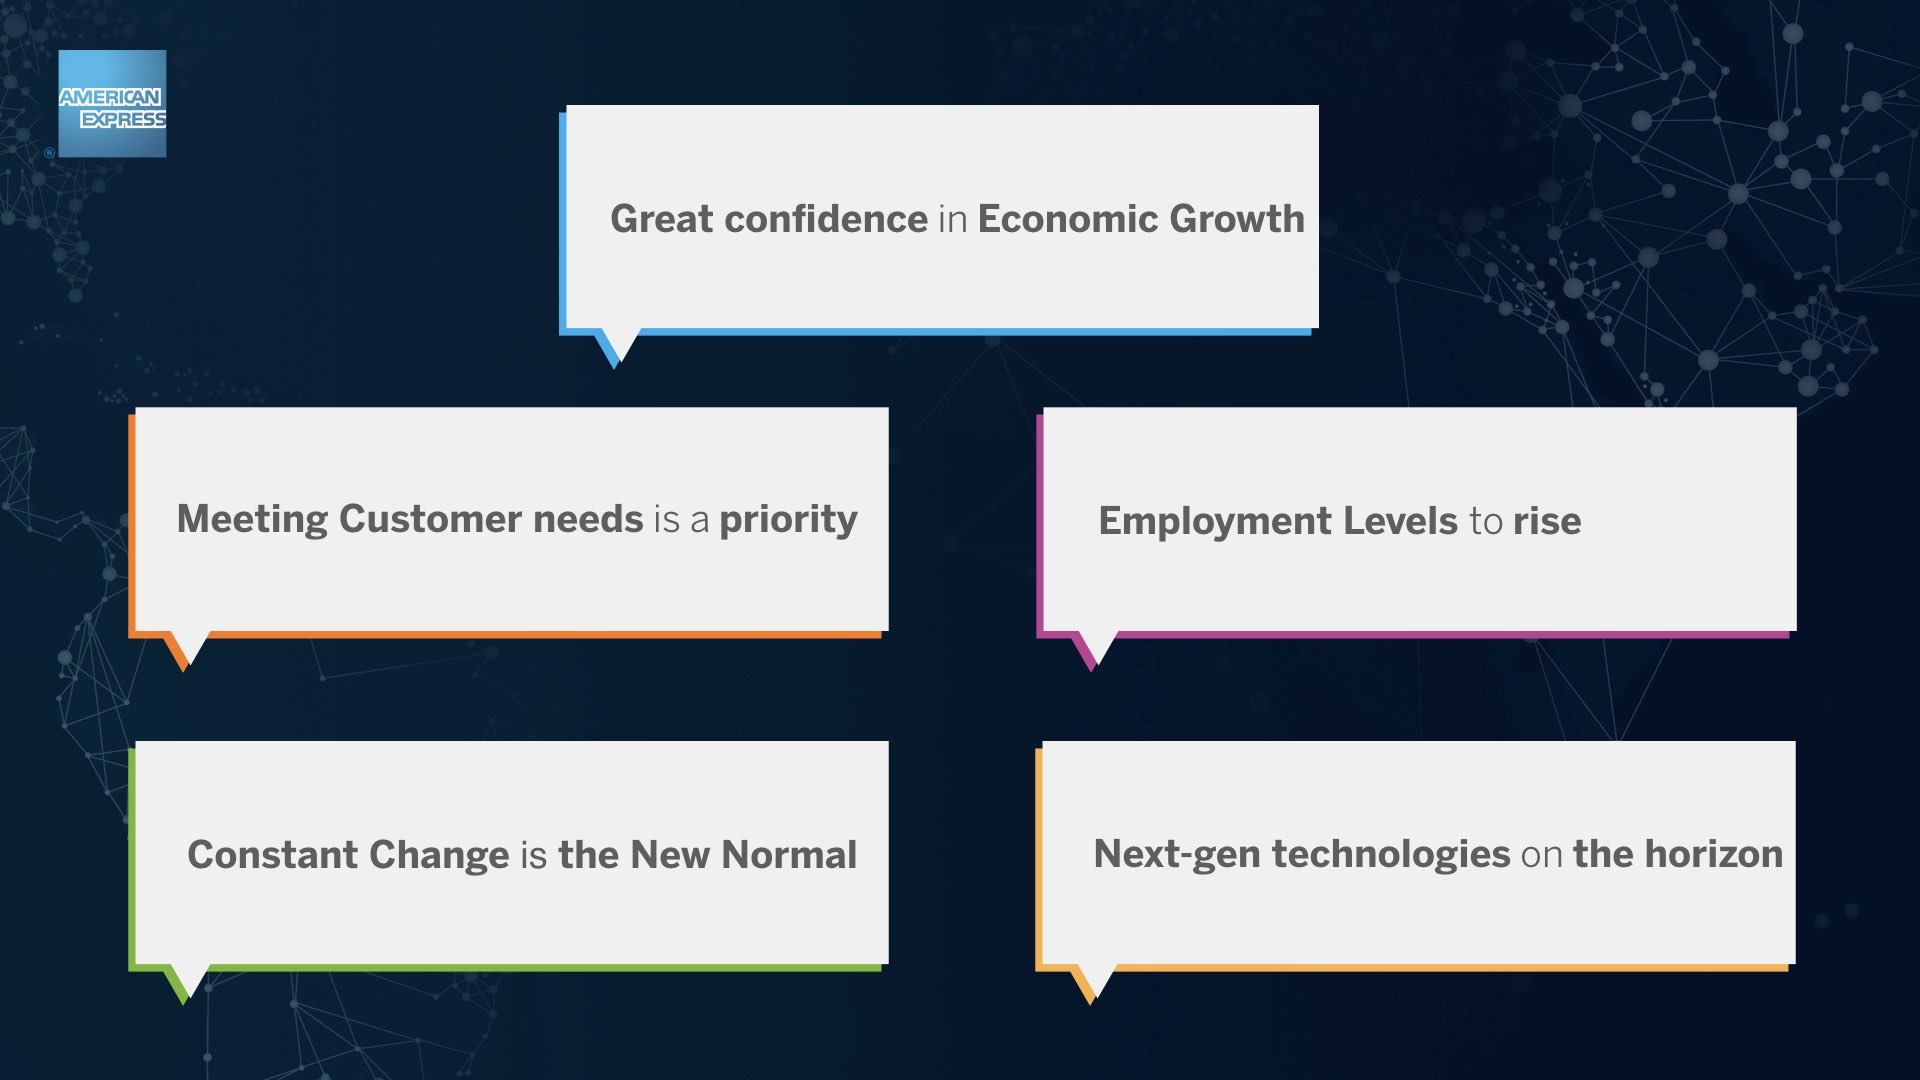 AMERICAN
EXPRESS
®
Great confidence in Economic Growth
Meeting Customer needs is a priority
Employment Levels to rise
Constant Change is the New Normal
Next-gen technologies on the horizon